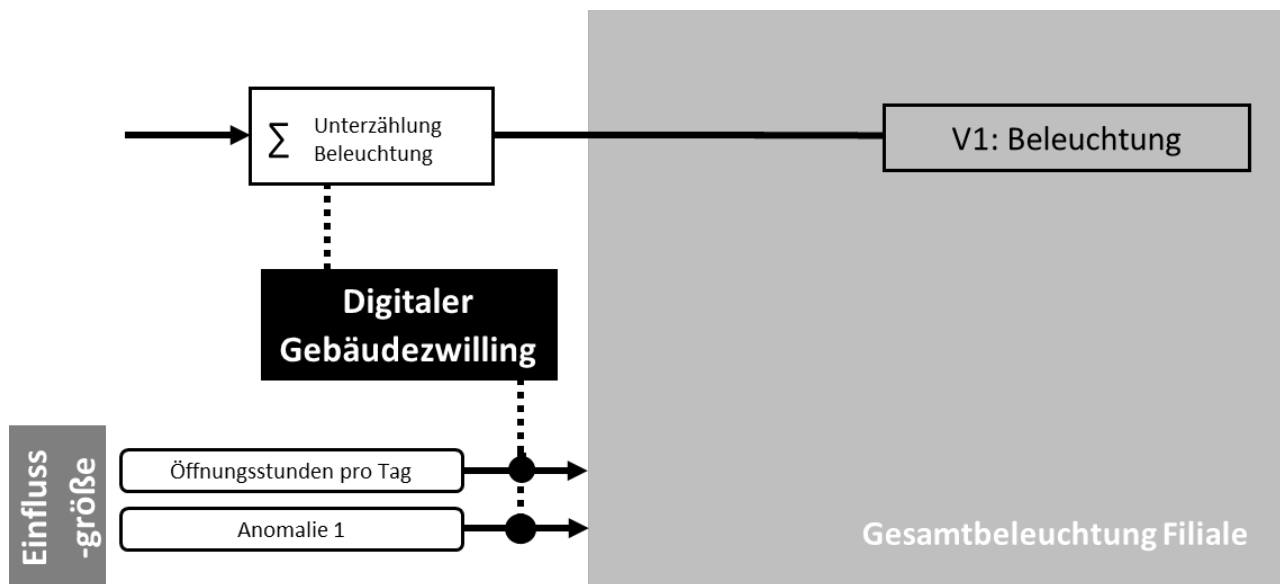 ∑ Unterzählung
Beleuchtung
V1: Beleuchtung
Digitaler
Gebäudezwilling
Einfluss
-größe
Öffnungsstunden pro Tag
Anomalie 1
Gesamtbeleuchtung Filiale